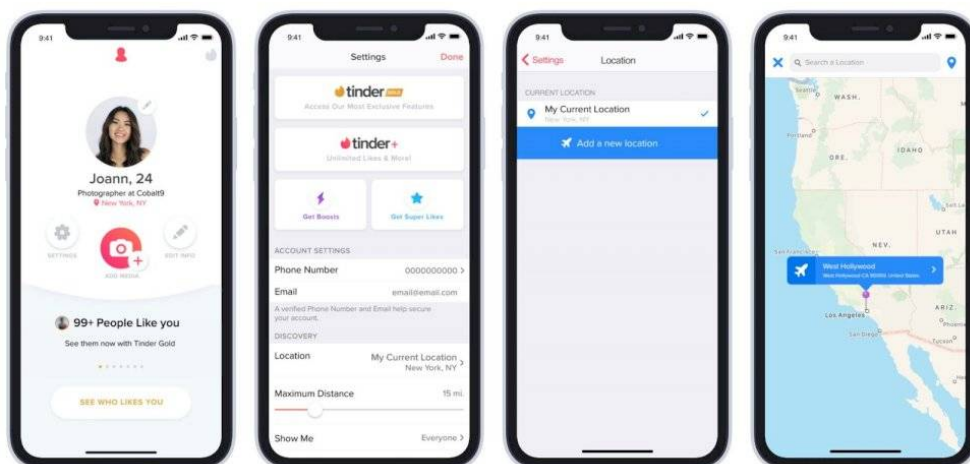 9:41
Joann, 24
Photographer at Cobalt9
New York, NY
SETTINGS
ADD MEDIA
EDIT INFO
99+ People Like you
See them now with Tinder Gold
SEE WHO LIKES YOU
9:41
Settings
Done
tinder GOLD
Access Our Most Exclusive Features
tinder+
Unlimited Likes & More!
Get Boosts
Get Super Likes
ACCOUNT SETTINGS
Phone Number
0000000000
Email
email@email.com
A verified Phone Number and Email help secure
your account.
DISCOVERY
Location
My Current Location
New York, NY
Maximum Distance
15 mi.
Show Me
Everyone
9:41
Settings
Location
CURRENT LOCATION
My Current Location
New York, NY
Add a new location
9:41
Search a Location
Seattle
WASH.
Portland
ORE.
IDAHO
Salt La
UTAH
NEV.
San Francisco
West Hollywood
Los Angeles
ARIZ.
Phoenix
San Diego
Tucson